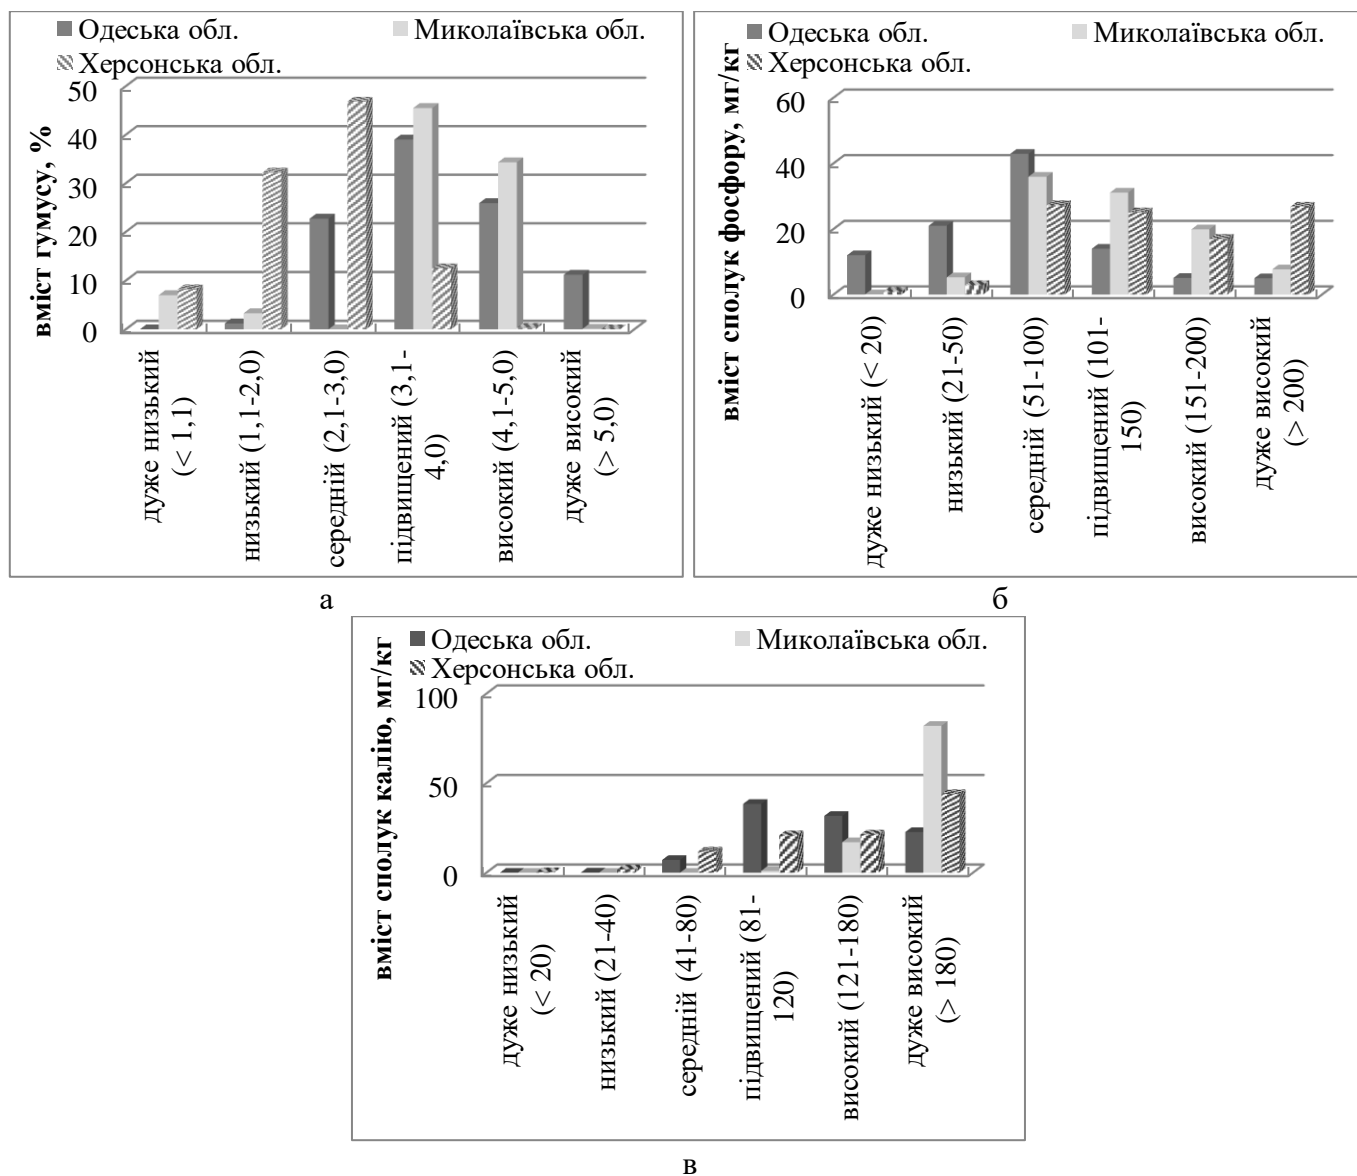 Одеська обл.
Миколаївська обл.
Херсонська обл.
вміст гумусу, %
50
40
30
20
10
0
дуже низький
(< 1,1)
низький (1,1-2,0)
середній (2,1-3,0)
підвищений (3,1-
4,0)
високий (4,1-5,0)
дуже високий
(> 5,0)
а
Одеська обл.
Миколаївська обл.
Херсонська обл.
вміст сполук фосфору, мг/кг
60
40
20
0
дуже низький (< 20)
низький (21-50)
середній (51-100)
підвищений (101-
150)
високий (151-200)
дуже високий
(> 200)
б
Одеська обл.
Миколаївська обл.
Херсонська обл.
вміст сполук калію, мг/кг
100
50
0
дуже низький
(< 20)
низький (21-40)
середній (41-80)
підвищений (81-
120)
високий (121-180)
дуже високий
(> 180)
в